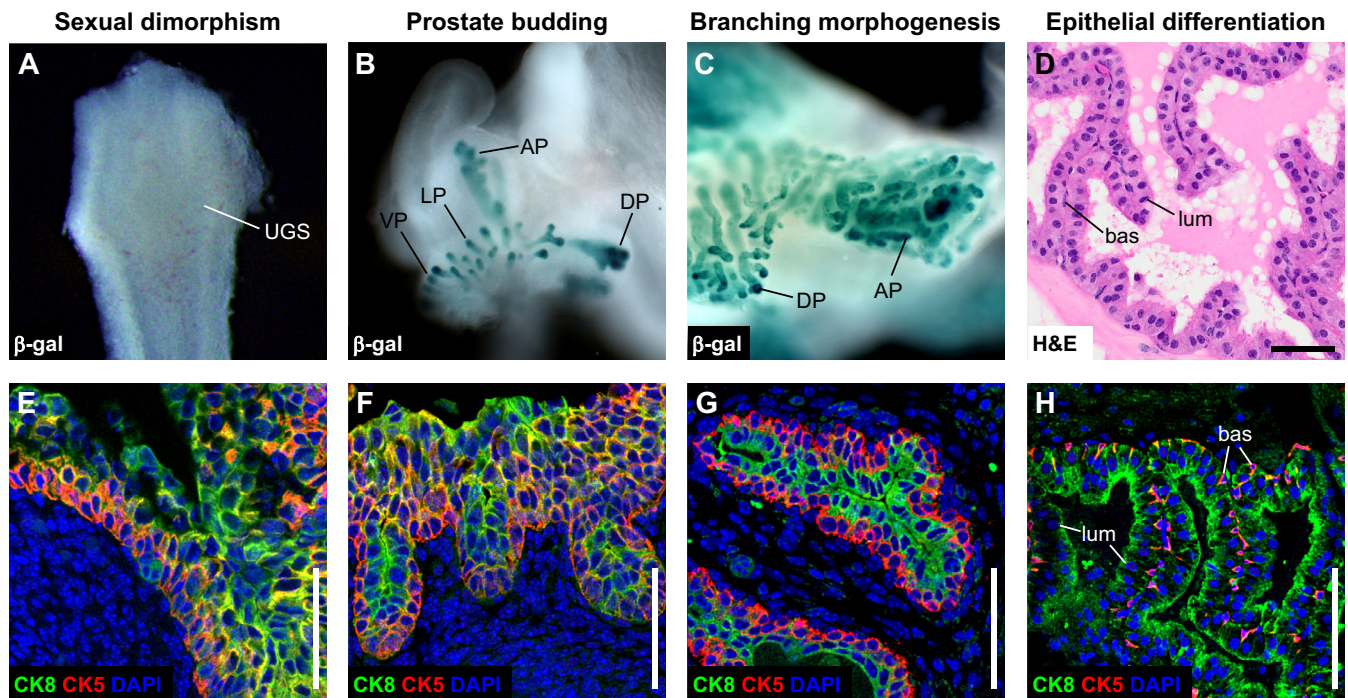 Sexual dimorphism
Prostate budding
Branching morphogenesis
Epithelial differentiation
A
UGS
β-gal
B
AP
LP
VP
DP
β-gal
C
DP
AP
β-gal
D
bas
lum
H&E
E
CK8 CK5 DAPI
F
CK8 CK5 DAPI
G
CK8 CK5 DAPI
H
bas
lum
CK8 CK5 DAPI